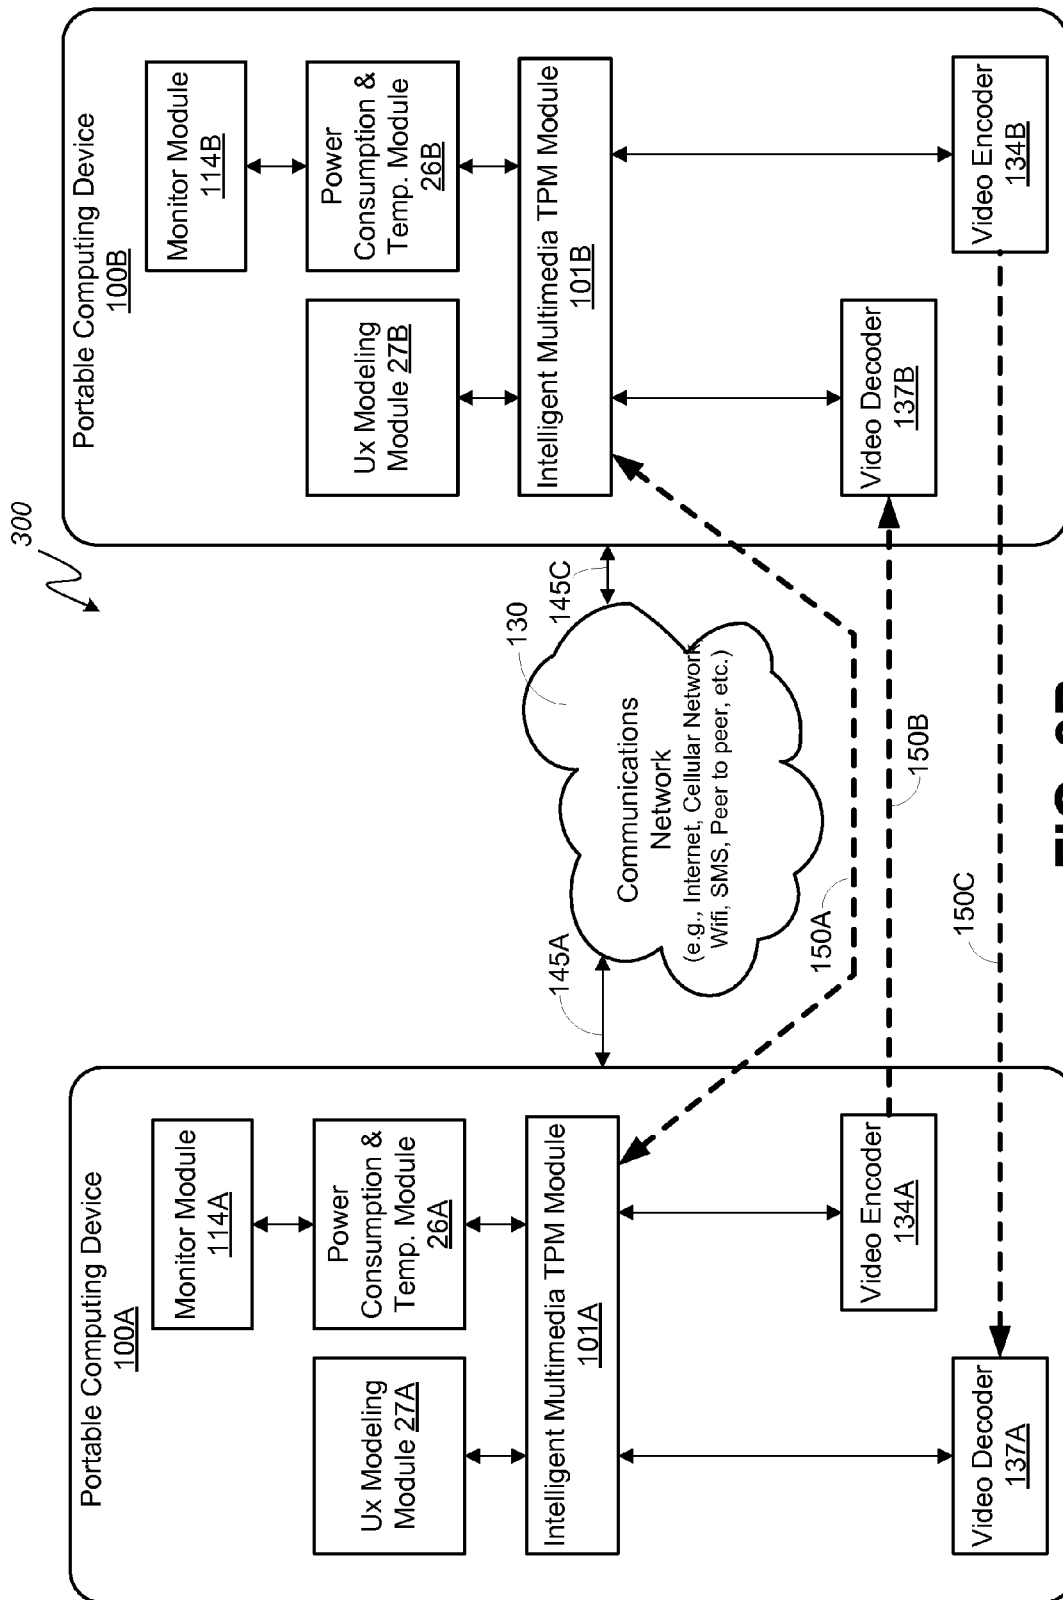 300
Portable Computing Device
100A
Monitor Module
114A
Power
Consumption &
Temp. Module
26A
Ux Modeling
Module 27A
Intelligent Multimedia TPM Module
101A
Video Encoder
134A
Video Decoder
137A
145A
Communications
Network
(e.g., Internet, Cellular Network,
Wifi, SMS, Peer to peer, etc.)
130
145C
150A
150B
150C
Portable Computing Device
100B
Monitor Module
114B
Power
Consumption &
Temp. Module
26B
Ux Modeling
Module 27B
Intelligent Multimedia TPM Module
101B
Video Decoder
137B
Video Encoder
134B